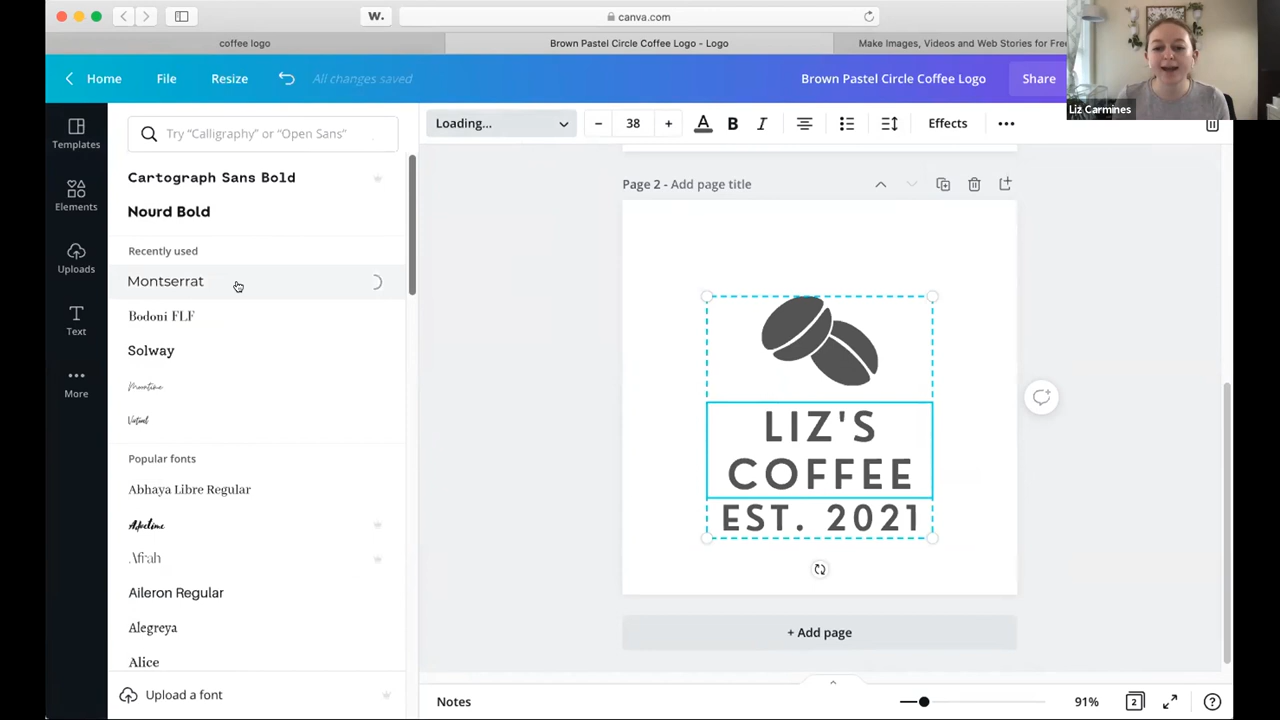 W.
canva.com
coffee logo
Brown Pastel Circle Coffee Logo - Logo
Make Images, Videos and Web Stories for Free
Home
File
Resize
All changes saved
Brown Pastel Circle Coffee Logo
Share
Liz Carmines
Templates
Elements
Uploads
Text
More
Try “Calligraphy” or “Open Sans”
Cartograph Sans Bold
Nourd Bold
Recently used
Montserrat
Bodoni FLF
Solway
Moontime
Virtual
Popular fonts
Abhaya Libre Regular
Advetime
Afrah
Aileron Regular
Alegreya
Alice
Upload a font
Loading...
38
A
B
I
Effects
Page 2 - Add page title
LIZ'S
COFFEE
EST. 2021
+ Add page
Notes
91%
2